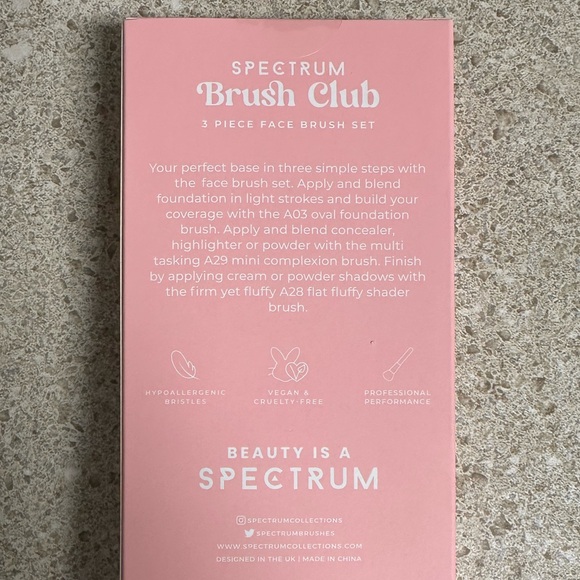 SPECTRUM
Brush Club
3 PIECE FACE BRUSH SET
Your perfect base in three simple steps with
the face brush set. Apply and blend
foundation in light strokes and build your
coverage with the A03 oval foundation
brush. Apply and blend concealer,
highlighter or powder with the multi
tasking A29 mini complexion brush. Finish
by applying cream or powder shadows with
the firm yet fluffy A28 flat fluffy shader
brush.
HYPOALLERGENIC
BRISTLES
VEGAN &
CRUELTY-FREE
PROFESSIONAL
PERFORMANCE
BEAUTY IS A
SPECTRUM
SPECTRUMCOLLECTIONS
SPECTRUMBRUSHES
WWW.SPECTRUMCOLLECTIONS.COM
DESIGNED IN THE UK | MADE IN CHINA